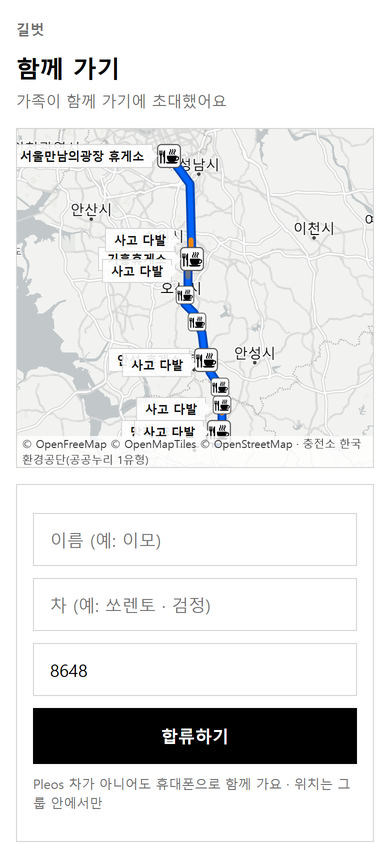 길벗
함께 가기
가족이 함께 가기에 초대했어요
서울만남의광장 휴게소
성남시
안산시
이천시
사고 다발
사고 다발
안성시
사고 다발
사고 다발
사고 다발
© OpenFreeMap © OpenMapTiles © OpenStreetMap · 충전소 한국
환경공단(공공누리 1유형)
이름 (예: 이모)
차 (예: 쏘렌토 · 검정)
8648
합류하기
Pleos 차가 아니어도 휴대폰으로 함께 가요 · 위치는 그
룹 안에서만